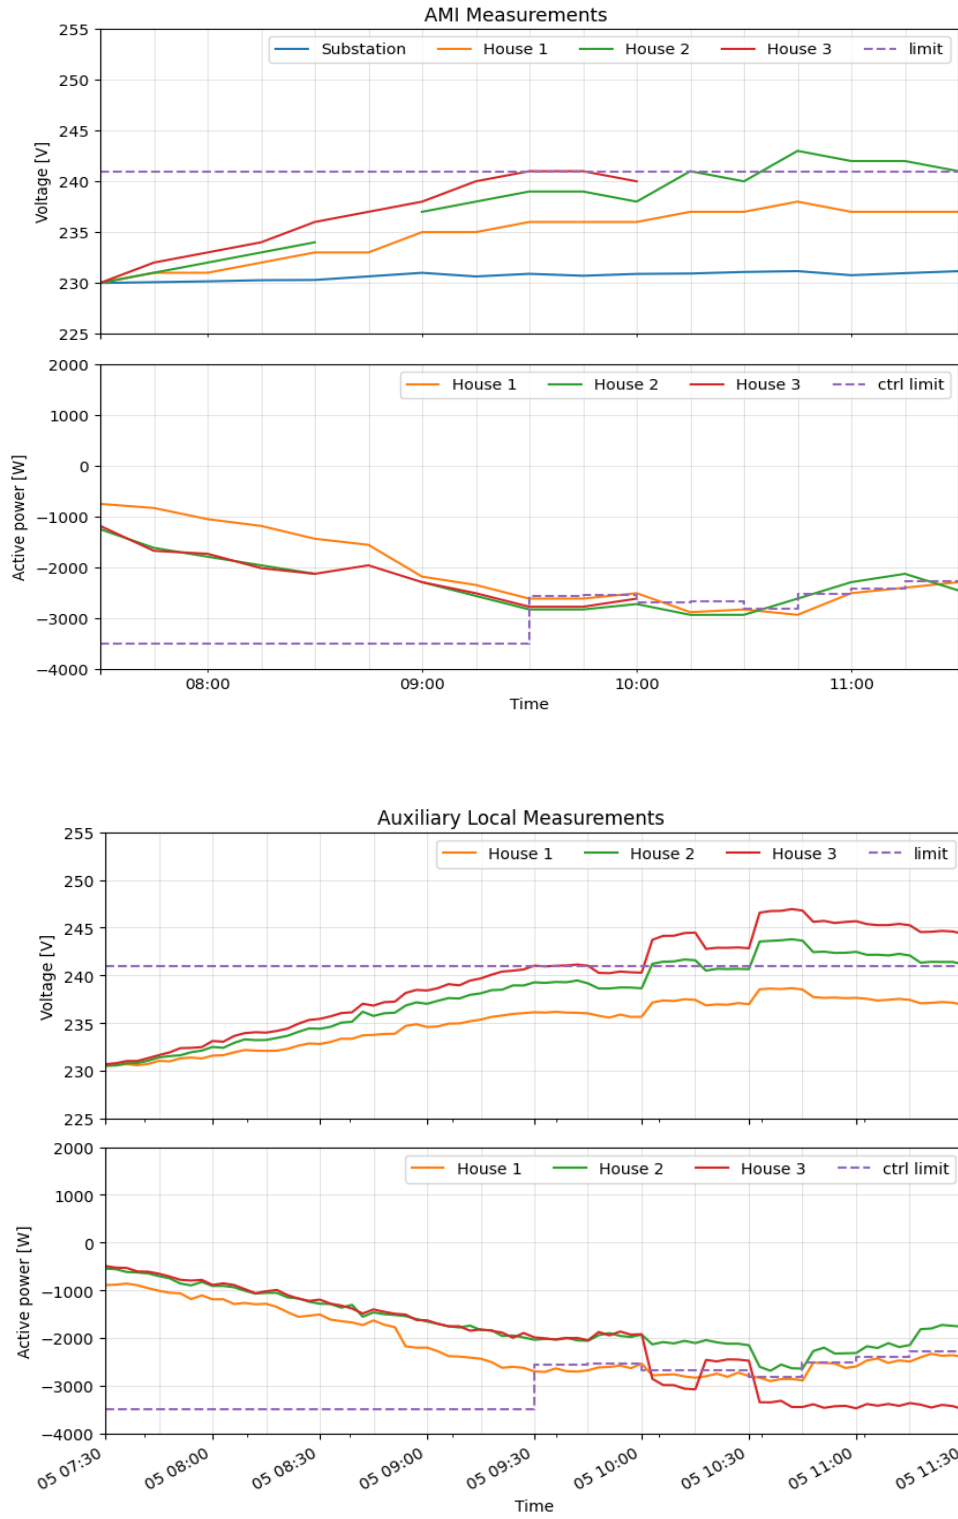 AMI Measurements
Substation House 1 House 2 House 3 limit
255
250
245
240
235
230
225
Voltage [V]
House 1 House 2 House 3 ctrl limit
2000
1000
0
−1000
−2000
−3000
−4000
Active power [W]
08:00 09:00 10:00 11:00
Time
Auxiliary Local Measurements
House 1 House 2 House 3 limit
255
250
245
240
235
230
225
Voltage [V]
House 1 House 2 House 3 ctrl limit
2000
1000
0
−1000
−2000
−3000
−4000
Active power [W]
05 07:30 05 08:00 05 08:30 05 09:00 05 09:30 05 10:00 05 10:30 05 11:00 05 11:30
Time